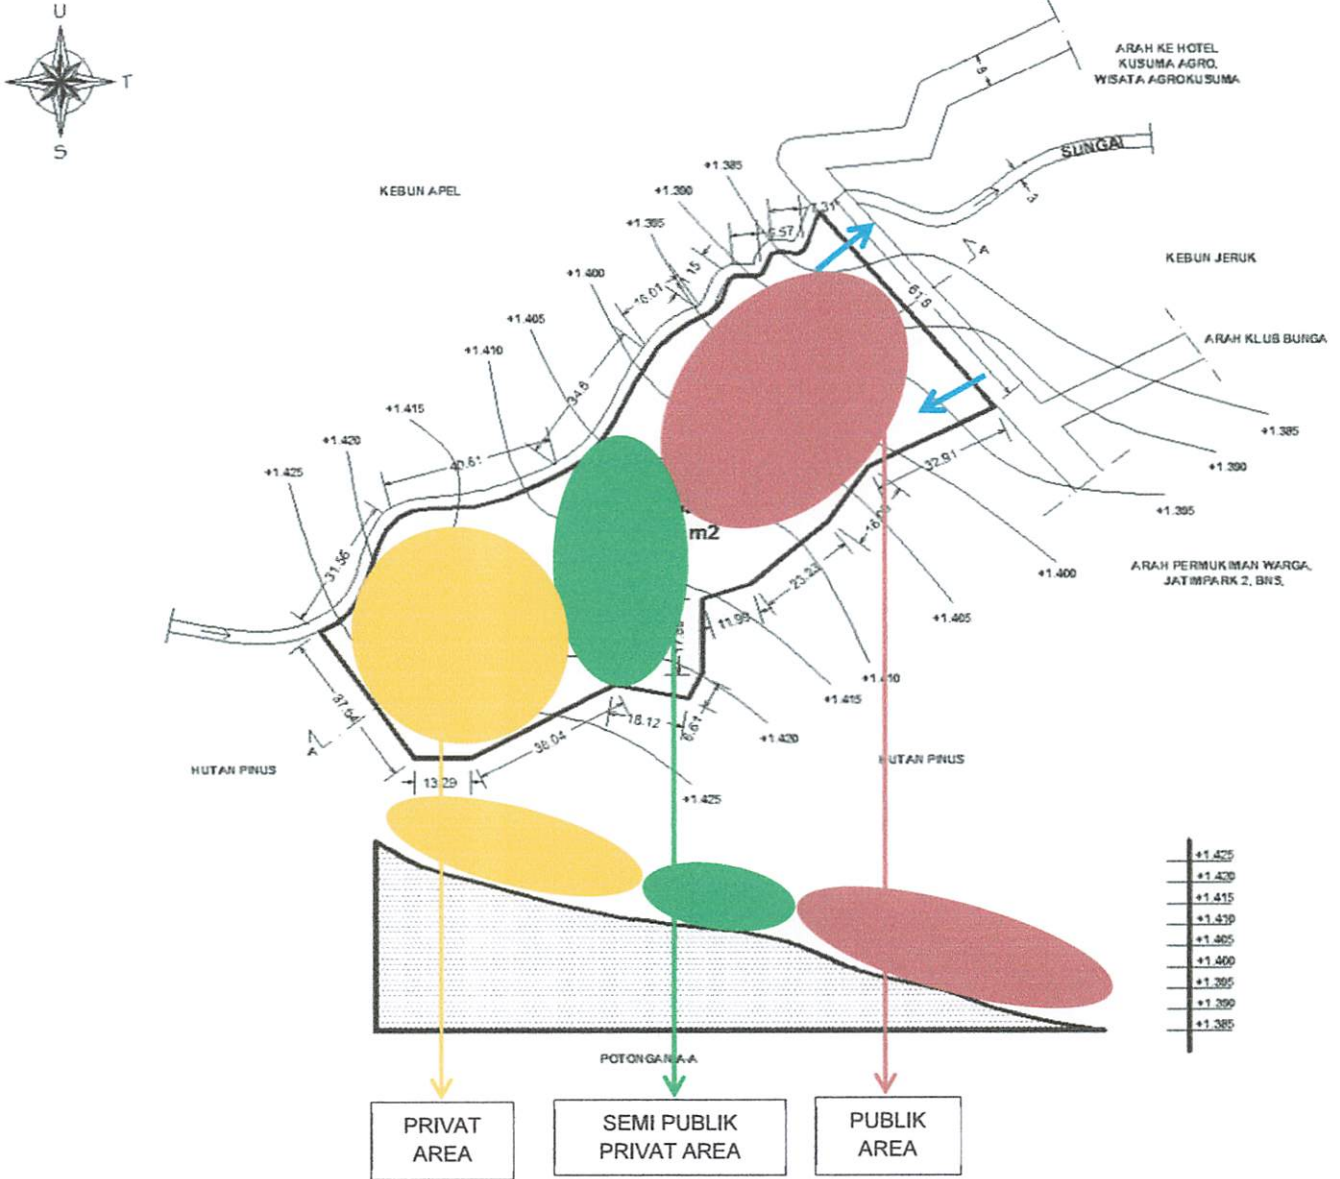 U
T
S
ARAH KE HOTEL
KUSUMA AGRO,
WISATA AGROKUSUMA
SUNGAI
3
KEBUN APEL
+1.385
+1.390
+1.395
+1.400
+1.405
+1.410
+1.415
+1.420
+1.425
7.31
16.01
34.6
40.61
31.56
61.8
A
KEBUN JERUK
ARAH KLUB BUNGA
+1.385
+1.390
+1.395
+1.400
+1.405
+1.410
+1.415
+1.420
+1.425
ARAH PERMUKIMAN WARGA,
JATIMPARK 2, BNS,
m2
32.91
23.23
11.99
6.61
18.12
38.04
13.29
37.64
A
HUTAN PINUS
HUTAN PINUS
+1.425
+1.420
+1.415
+1.410
+1.405
+1.400
+1.395
+1.390
+1.385
POTONGAN A-A
PRIVAT
AREA
SEMI PUBLIK
PRIVAT AREA
PUBLIK
AREA